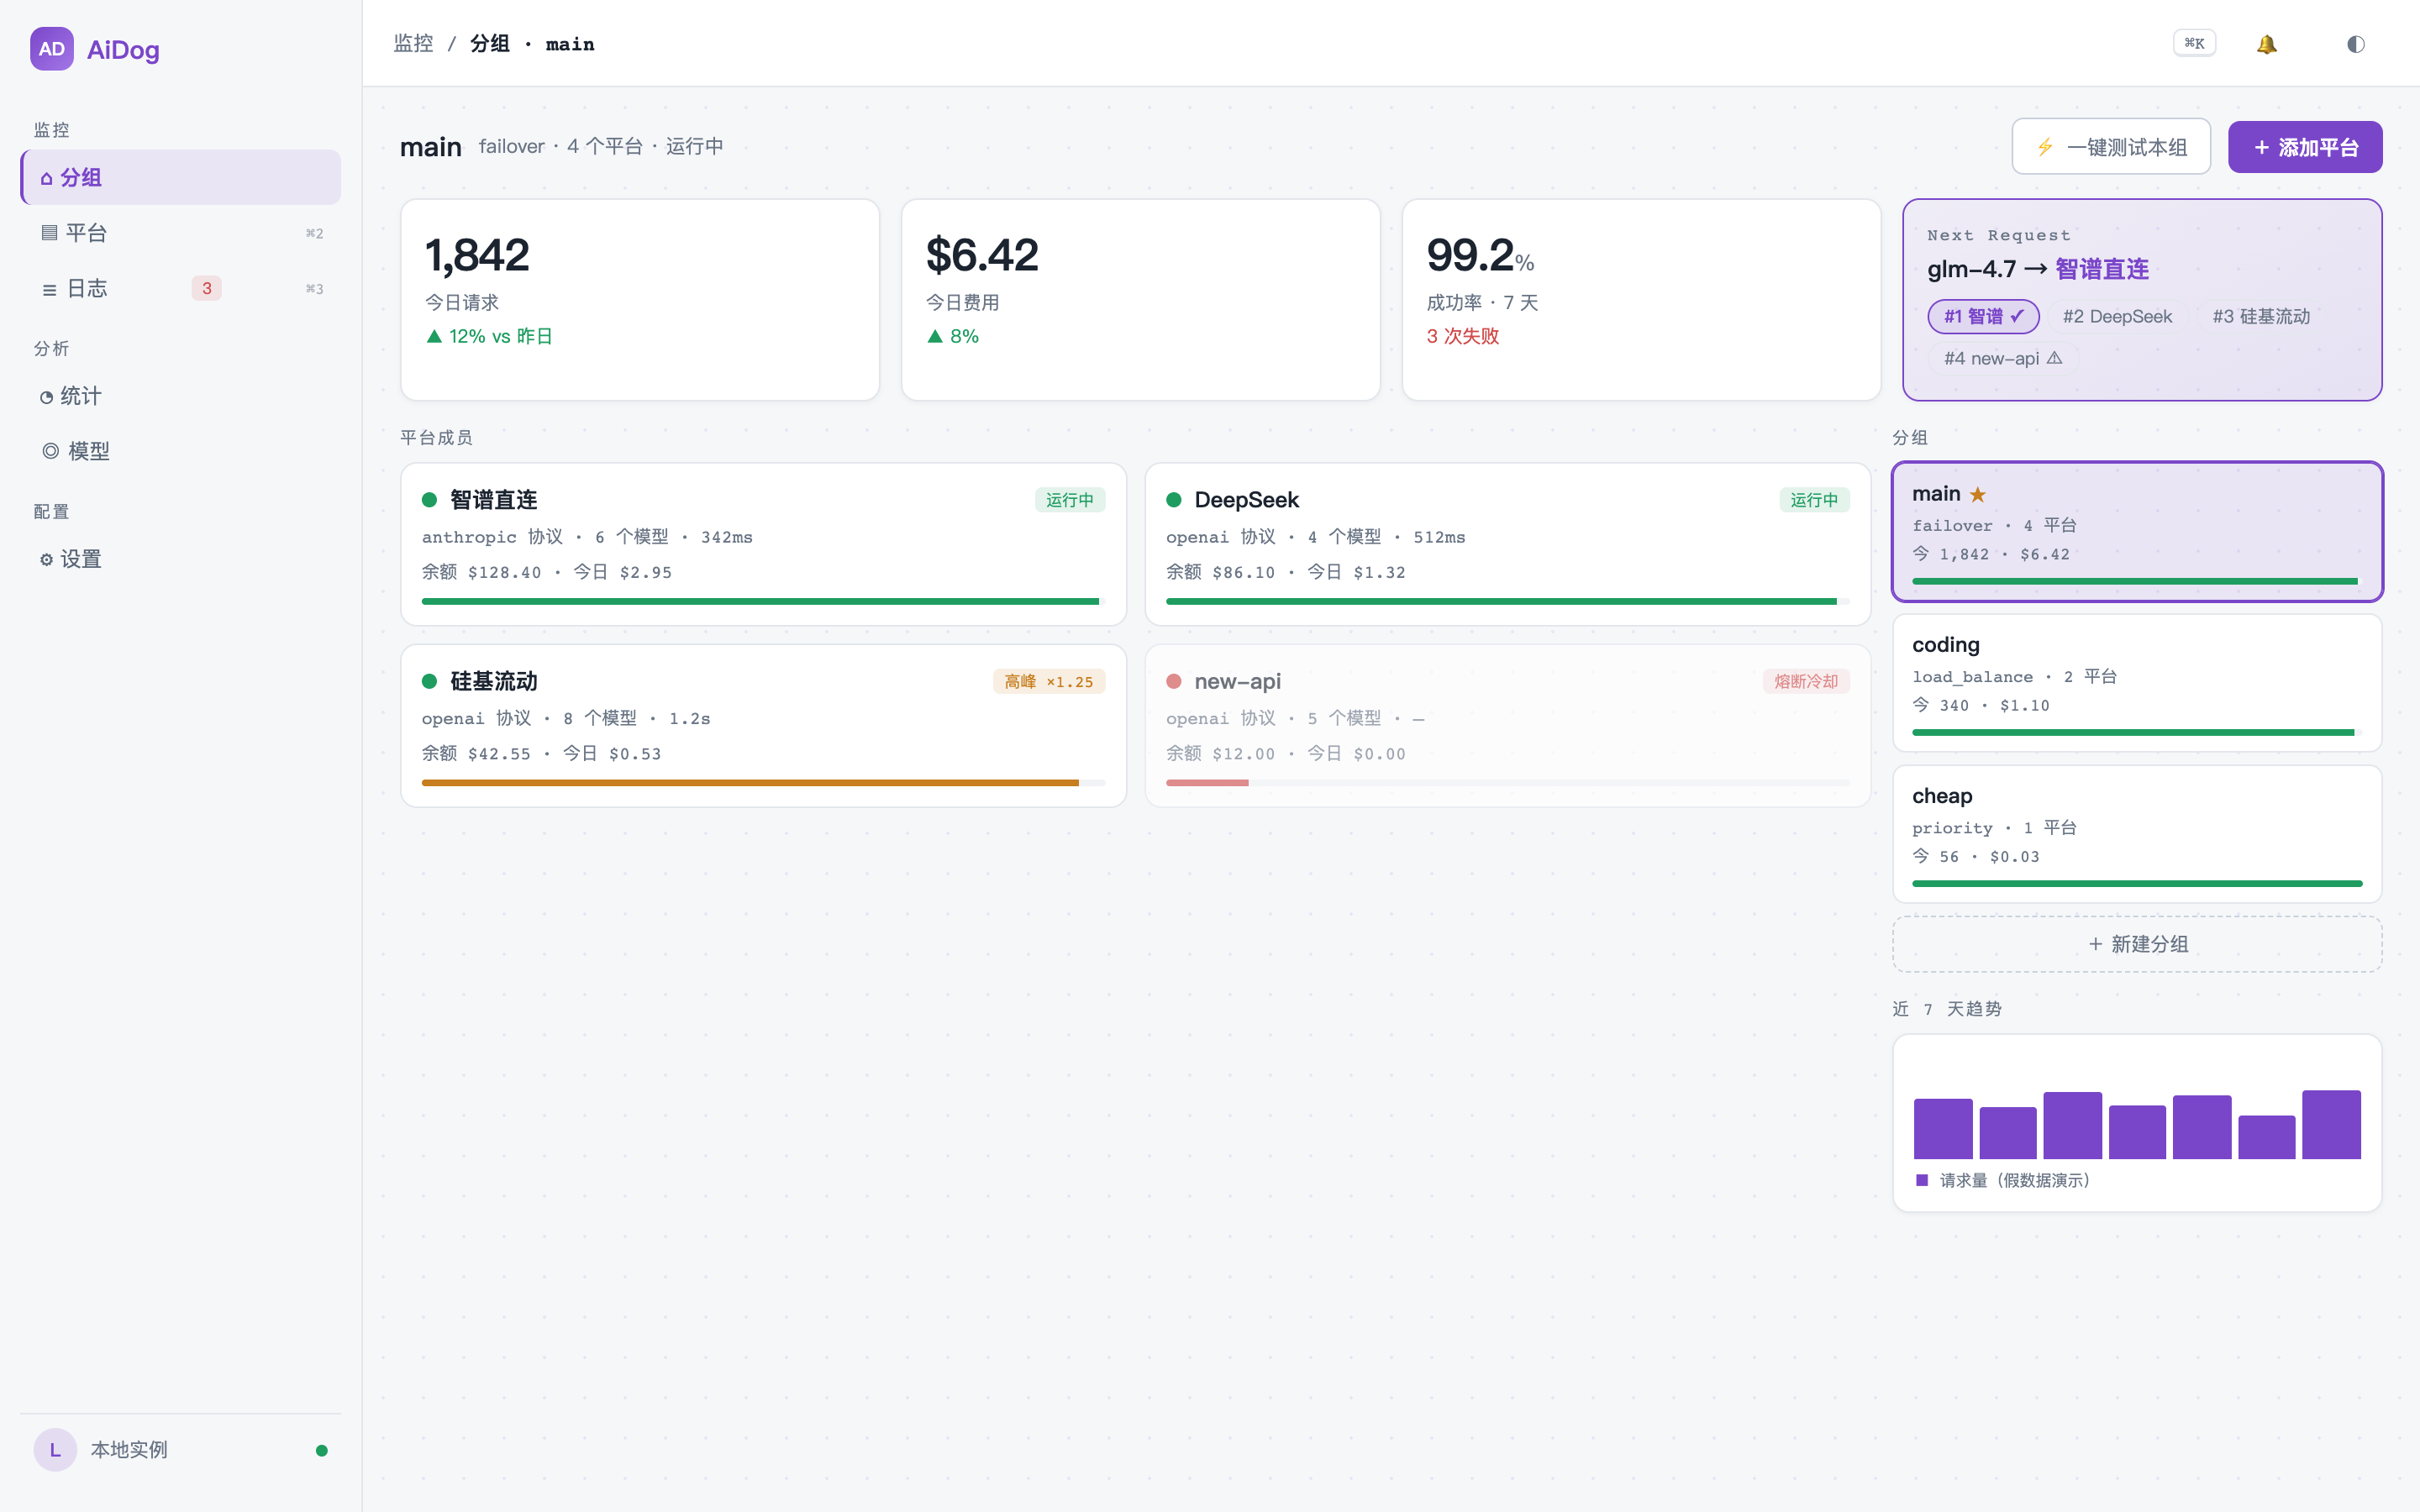 AD AiDog
监控
分组
平台 ⌘2
日志 3 ⌘3
分析
统计
模型
配置
设置
L 本地实例
监控 / 分组 · main
⌘K
main failover · 4 个平台 · 运行中
⚡ 一键测试本组
+ 添加平台
1,842
今日请求
▲ 12% vs 昨日
$6.42
今日费用
▲ 8%
99.2%
成功率 · 7 天
3 次失败
Next Request
glm-4.7 → 智谱直连
#1 智谱 ✓ #2 DeepSeek #3 硅基流动
#4 new-api ⚠
平台成员
智谱直连 运行中
anthropic 协议 · 6 个模型 · 342ms
余额 $128.40 · 今日 $2.95
DeepSeek 运行中
openai 协议 · 4 个模型 · 512ms
余额 $86.10 · 今日 $1.32
硅基流动 高峰 ×1.25
openai 协议 · 8 个模型 · 1.2s
余额 $42.55 · 今日 $0.53
new-api 熔断冷却
openai 协议 · 5 个模型 · —
余额 $12.00 · 今日 $0.00
分组
main ★
failover · 4 平台
今 1,842 · $6.42
coding
load_balance · 2 平台
今 340 · $1.10
cheap
priority · 1 平台
今 56 · $0.03
+ 新建分组
近 7 天趋势
请求量（假数据演示）